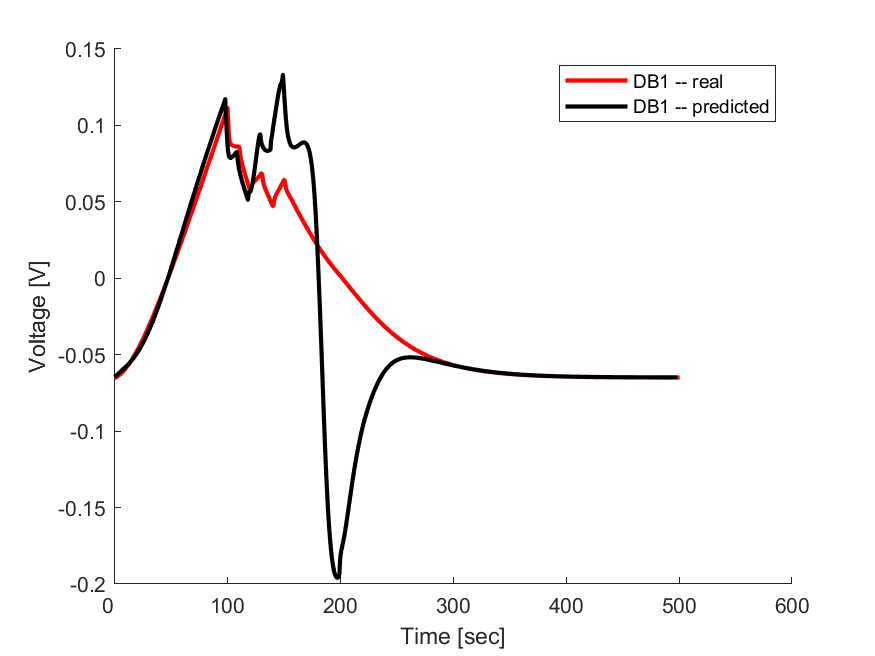 0.15
0.1
0.05
0
-0.05
-0.1
-0.15
-0.2
Voltage [V]
DB1 -- real
DB1 -- predicted
0 100 200 300 400 500 600
Time [sec]